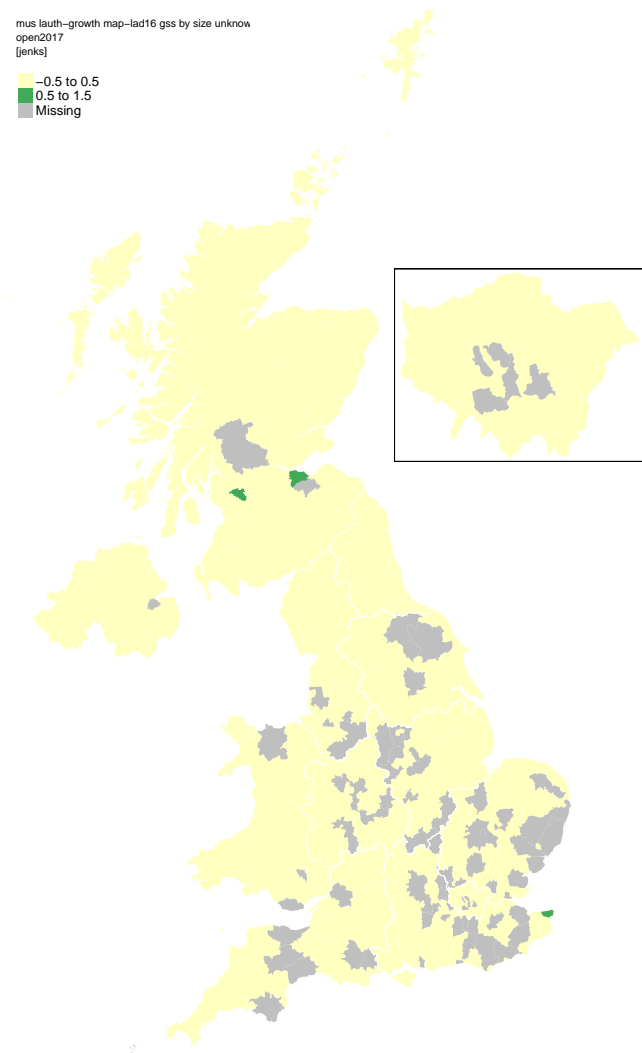 mus lauth−growth map−lad16 gss by size unknow
open2017
[jenks]
−0.5 to 0.5
0.5 to 1.5
Missing